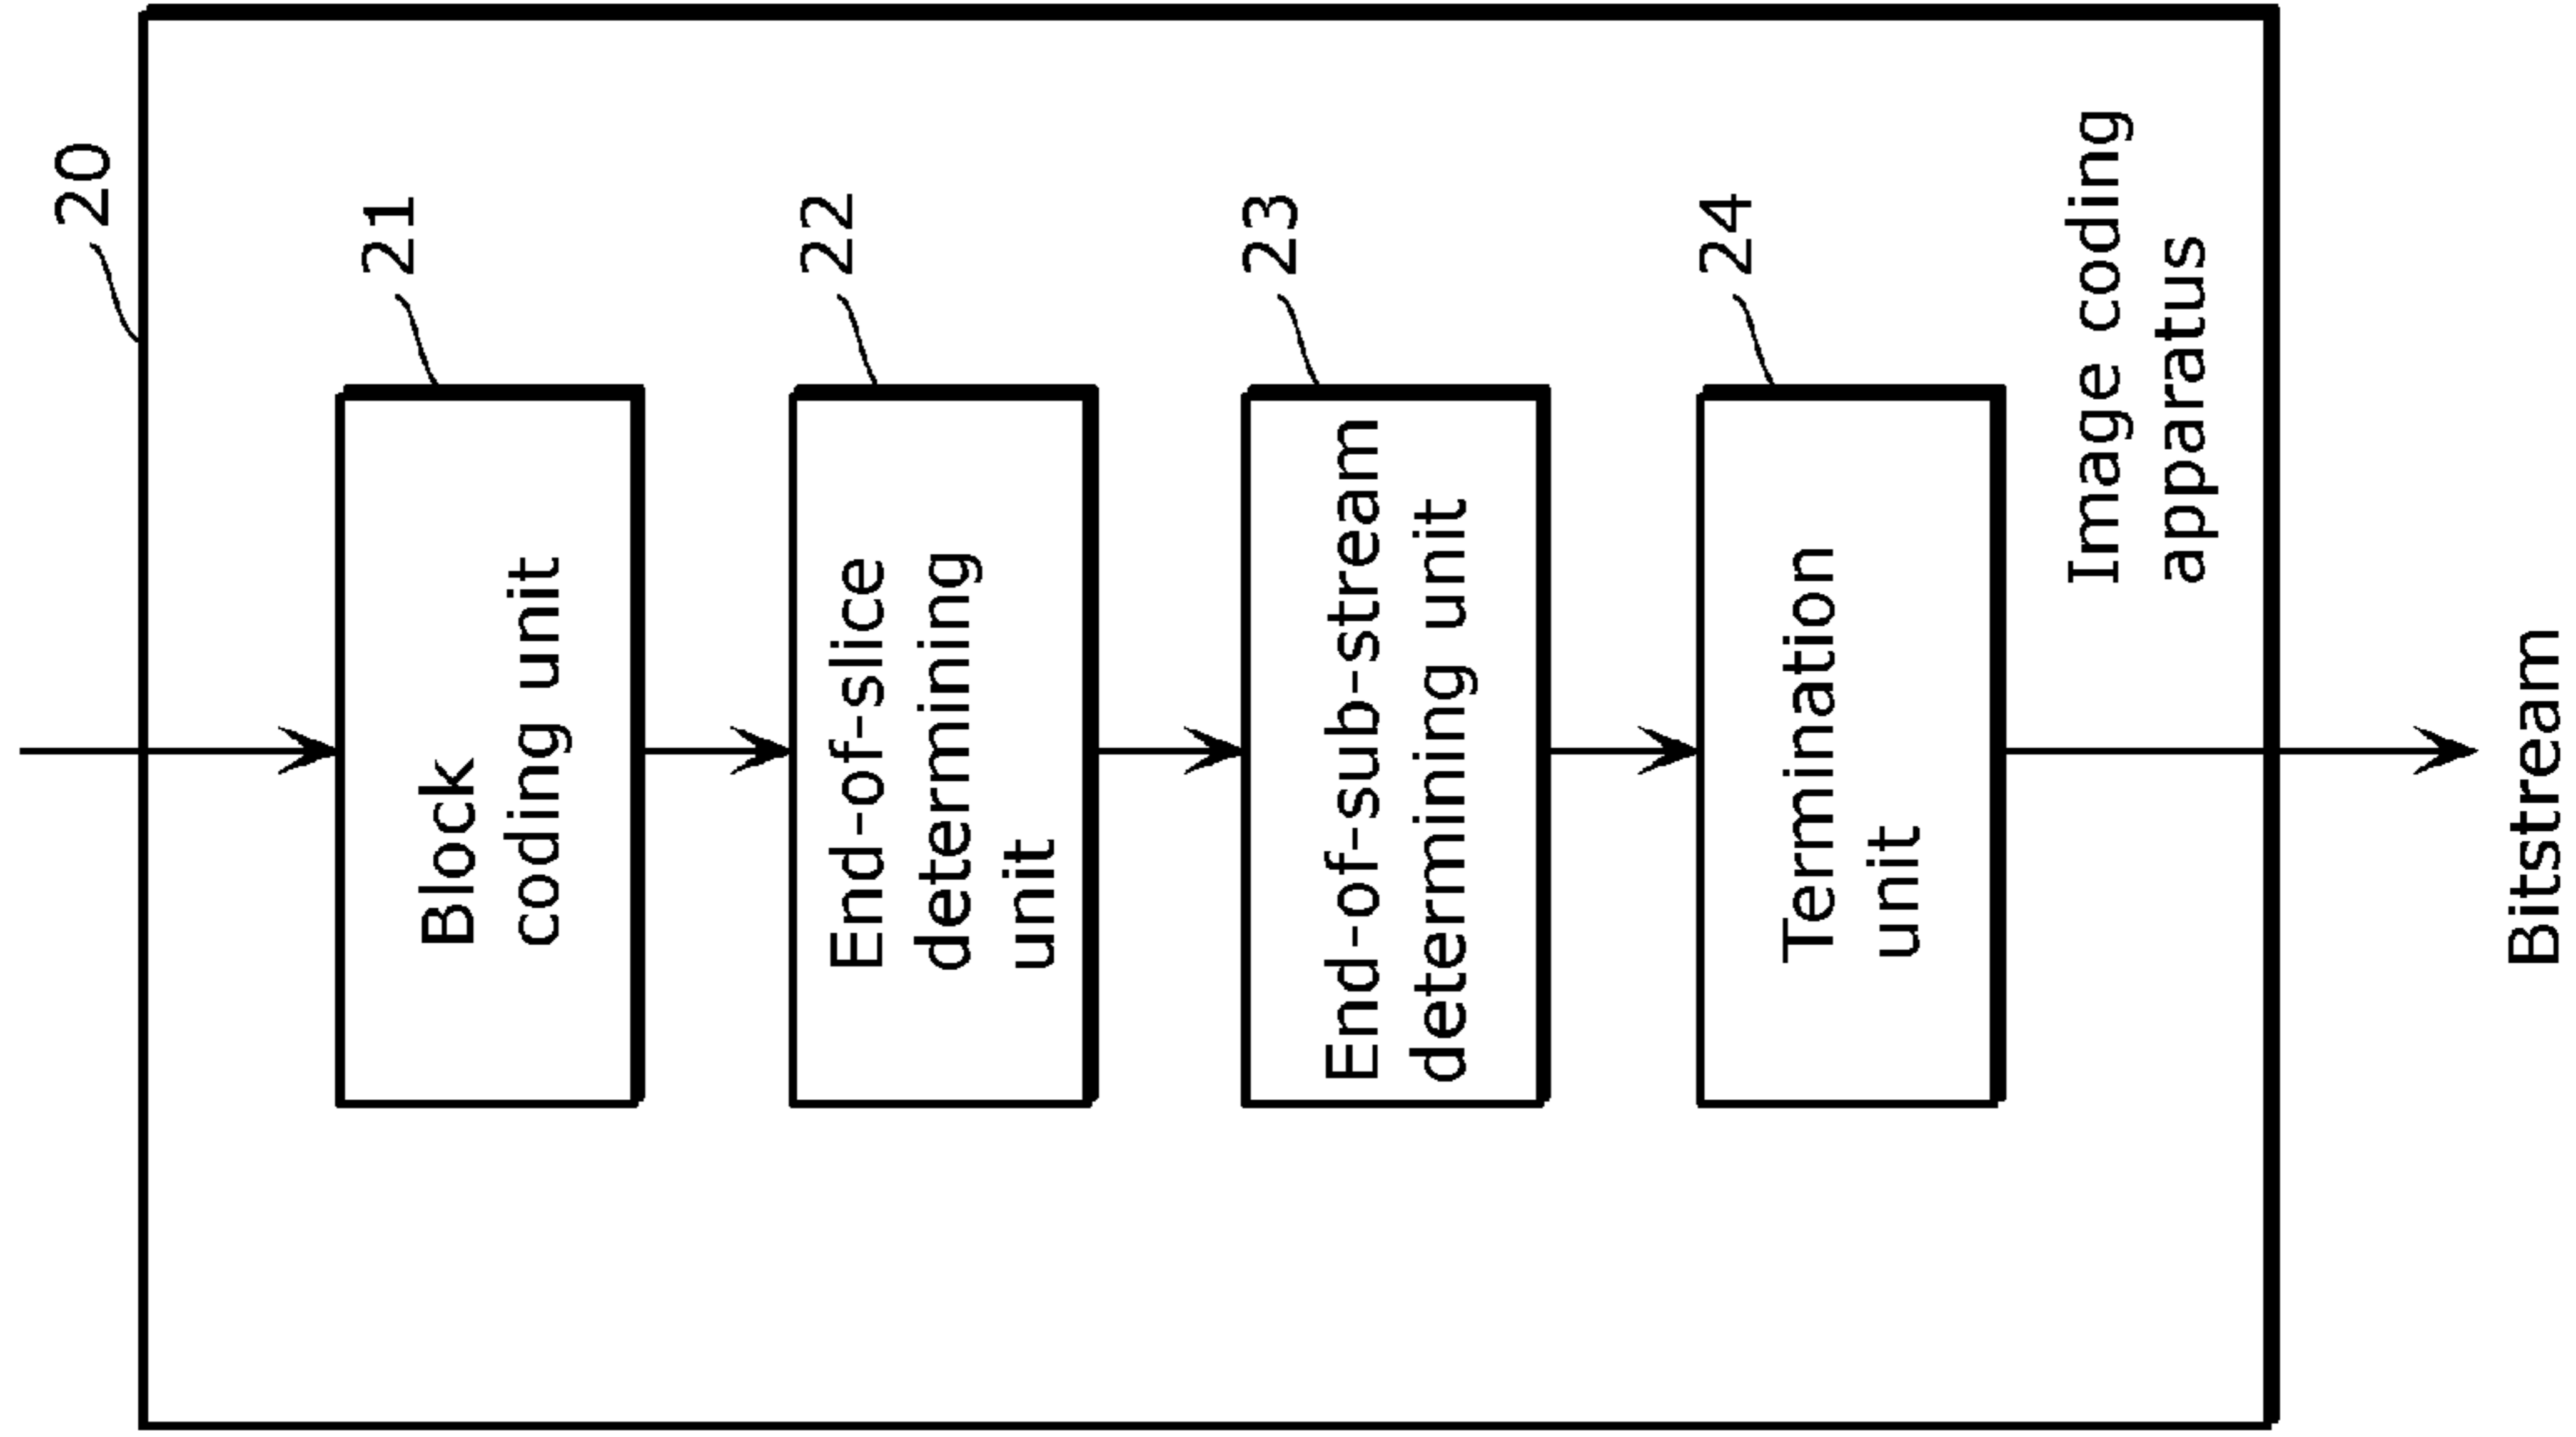 20
21
Block
coding unit
22
End-of-slice
determining
unit
23
End-of-sub-stream
determining unit
24
Termination
unit
Image coding
apparatus
Bitstream